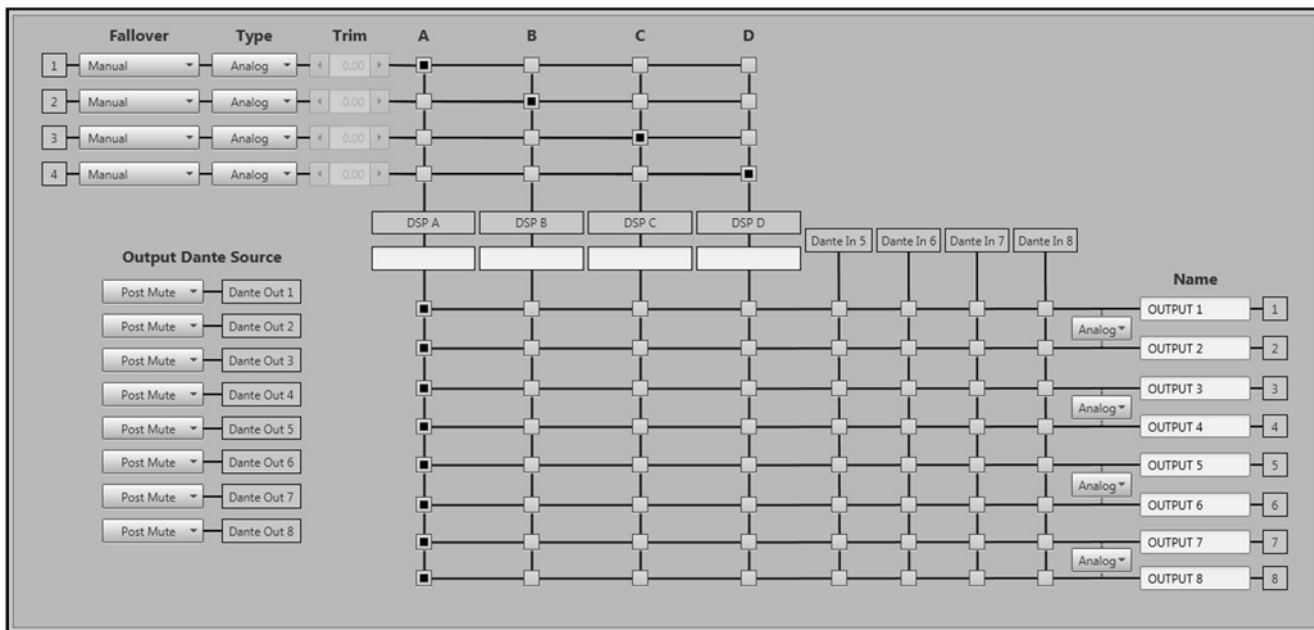 Fallover Type Trim A B C D
1 Manual Analog 0.00
2 Manual Analog 0.00
3 Manual Analog 0.00
4 Manual Analog 0.00
DSP A DSP B DSP C DSP D
Dante In 5 Dante In 6 Dante In 7 Dante In 8
Output Dante Source
Name
Post Mute Dante Out 1
Post Mute Dante Out 2
Post Mute Dante Out 3
Post Mute Dante Out 4
Post Mute Dante Out 5
Post Mute Dante Out 6
Post Mute Dante Out 7
Post Mute Dante Out 8
OUTPUT 1 1
Analog
OUTPUT 2 2
OUTPUT 3 3
Analog
OUTPUT 4 4
OUTPUT 5 5
Analog
OUTPUT 6 6
OUTPUT 7 7
Analog
OUTPUT 8 8